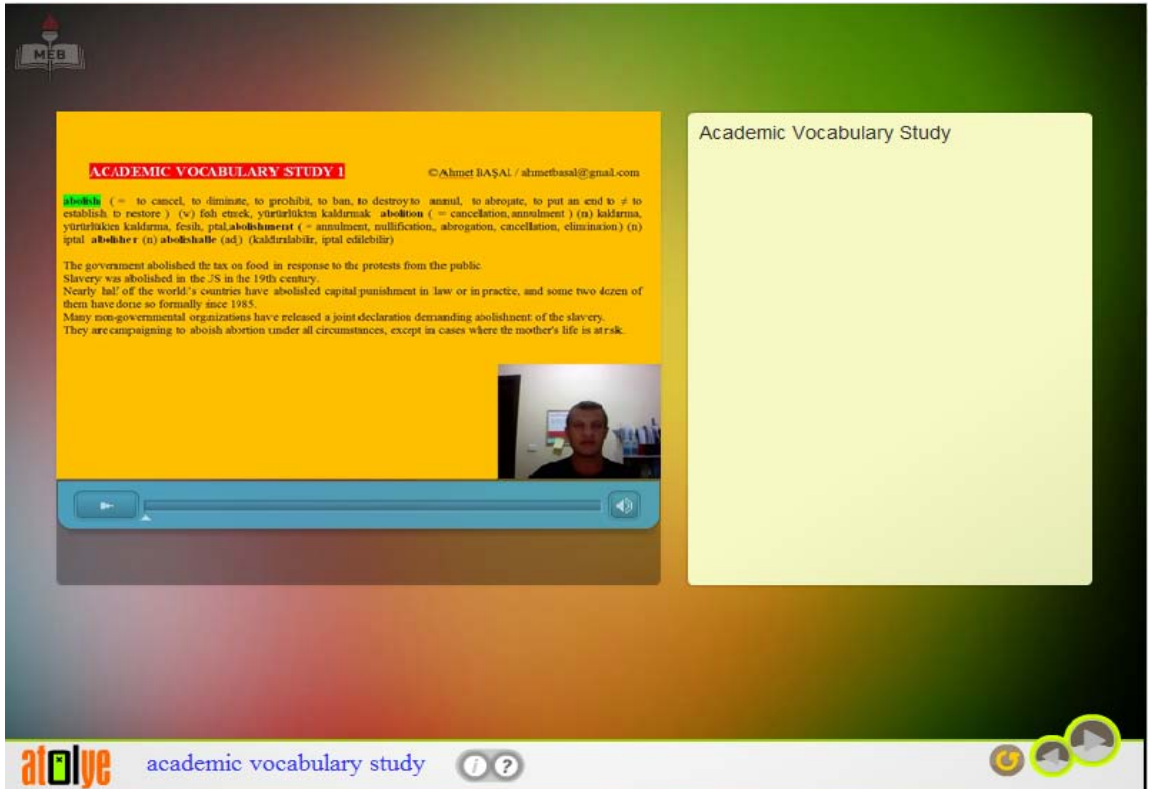 MEB
ACADEMIC VOCABULARY STUDY 1
©Ahmet BAŞAL / ahmetbasal@gmail.com
abolish ( = to cancel, to eliminate, to prohibit, to ban, to destroy to annul, to abrogate, to put an end to ≠ to
establish to restore ) (v) fesh etmek, yürürlükten kaldırmak abolition ( = cancellation, annulment ) (n) kaldırma,
yürürlükten kaldırma, fesih, iptal,abolishment ( = annulment, nullification, abrogation, cancellation, elimination) (n)
iptal abolisher (n) abolishable (adj) (kaldırılabilir, iptal edilebilir)
The government abolished the tax on food in response to the protests from the public.
Slavery was abolished in the US in the 19th century.
Nearly half of the world's countries have abolished capital punishment in law or in practice, and some two dozen of
them have done so formally since 1985.
Many non-governmental organizations have released a joint declaration demanding abolishment of the slavery.
They are campaigning to abolish abortion under all circumstances, except in cases where the mother's life is at risk.
Academic Vocabulary Study
atölye
academic vocabulary study
i ?